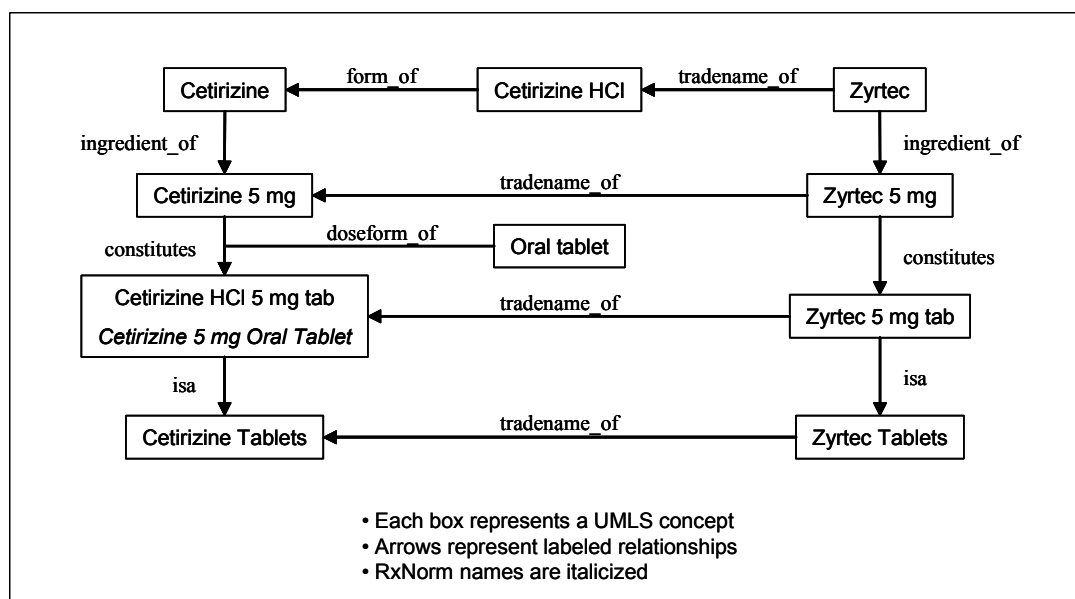 form_of
tradename_of
Cetirizine
Cetirizine HCl
Zyrtec
ingredient_of
ingredient_of
tradename_of
Cetirizine 5 mg
Zyrtec 5 mg
doseform_of
constitutes
Oral tablet
constitutes
Cetirizine HCl 5 mg tab
tradename_of
Cetirizine 5 mg Oral Tablet
Zyrtec 5 mg tab
isa
isa
tradename_of
Cetirizine Tablets
Zyrtec Tablets
• Each box represents a UMLS concept
• Arrows represent labeled relationships
• RxNorm names are italicized